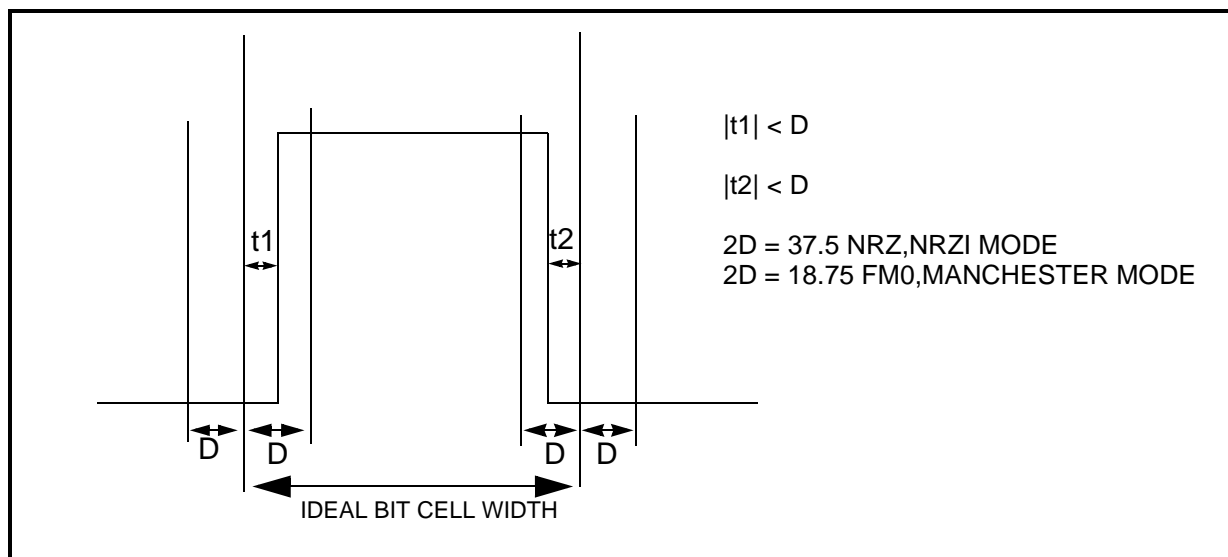 |t1| < D
|t2| < D
2D = 37.5 NRZ,NRZI MODE
2D = 18.75 FM0,MANCHESTER MODE
t1
t2
D
D
D
D
IDEAL BIT CELL WIDTH